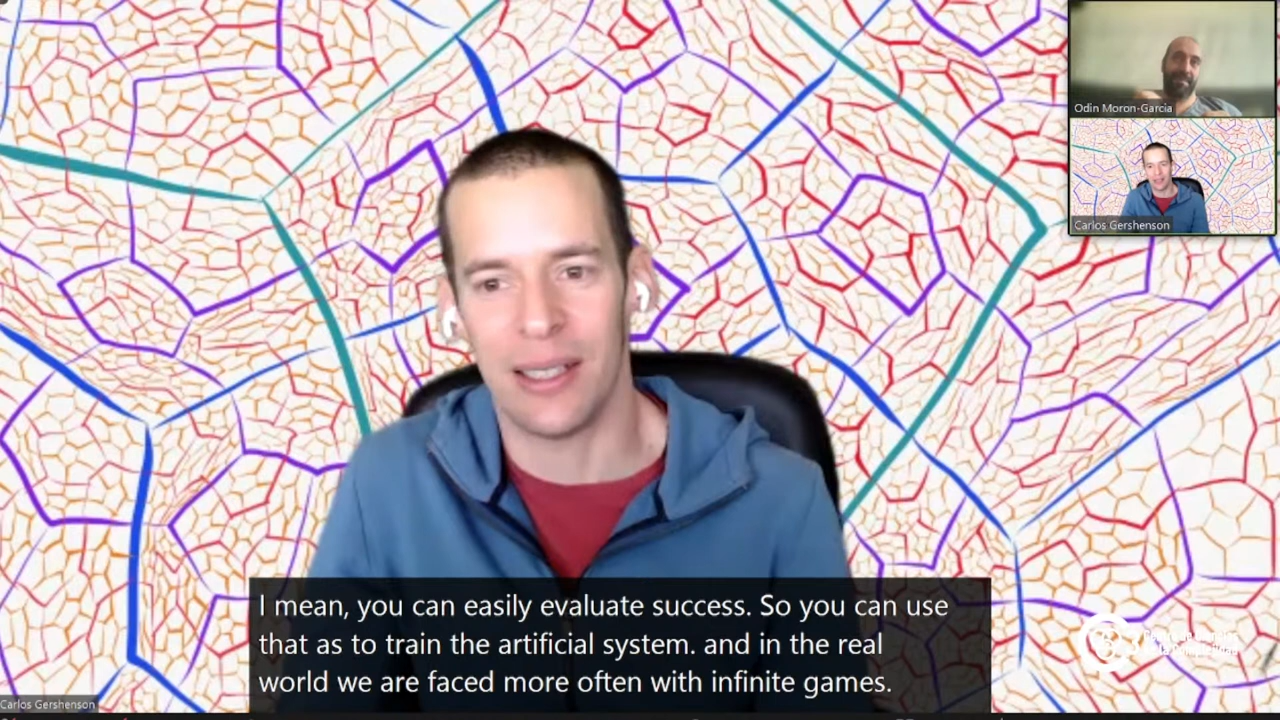 Odin Moron-Garcia
Carlos Gershenson
I mean, you can easily evaluate success. So you can use
that as to train the artificial system. and in the real
world we are faced more often with infinite games.
Carlos Gershenson